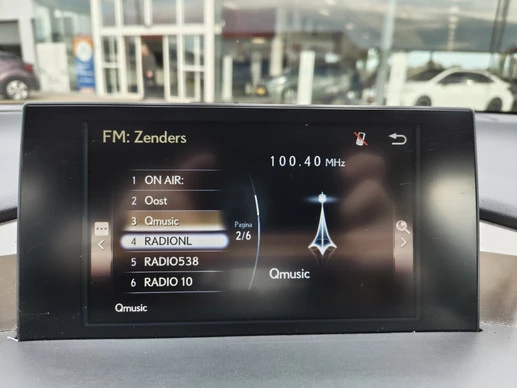 FM: Zenders
100.40 MHz
1 ON AIR:
2 Oost
3 Qmusic
4 RADIONL
5 RADIO538
6 RADIO 10
Pagina
2/6
Qmusic
Qmusic